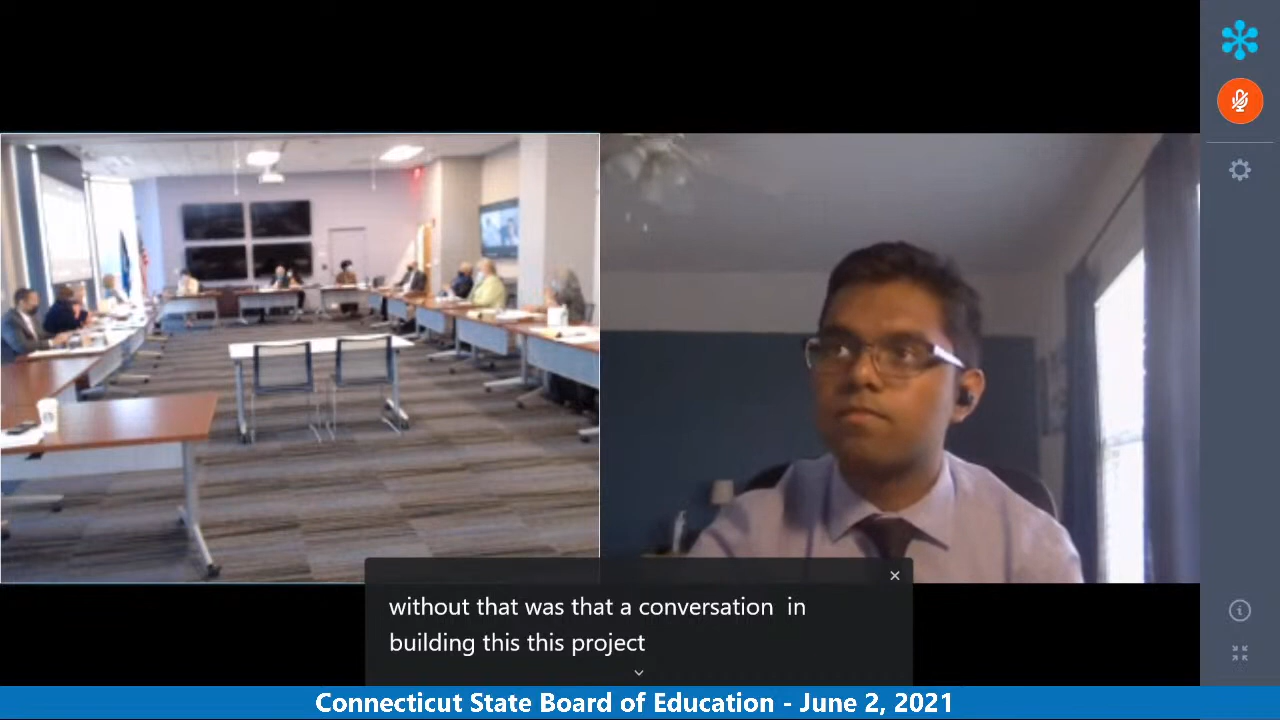 without that was that a conversation  in
building this this project
Connecticut State Board of Education - June 2, 2021